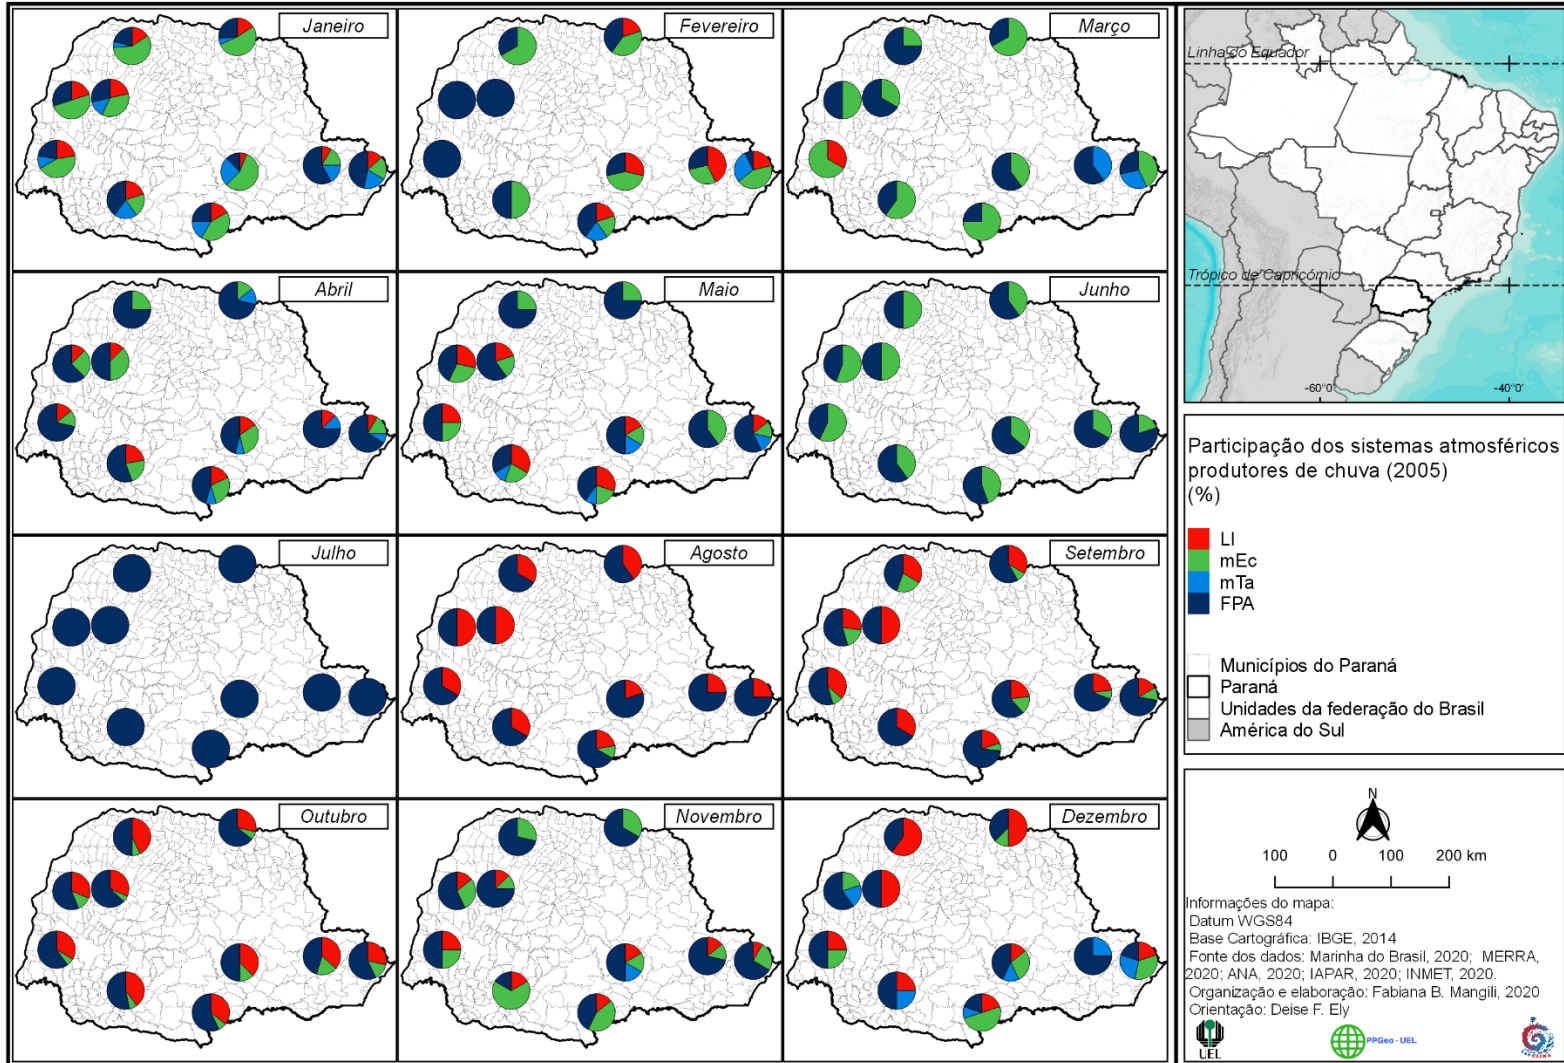 Janeiro
Fevereiro
Março
Abril
Maio
Junho
Julho
Agosto
Setembro
Outubro
Novembro
Dezembro
Linha do Equador
Trópico de Capricórnio
-60°0'
-40°0'
Participação dos sistemas atmosféricos
produtores de chuva (2005)
(%)
LI
mEc
mTa
FPA
Municípios do Paraná
Paraná
Unidades da federação do Brasil
América do Sul
N
100 0 100 200 km
Informações do mapa:
Datum WGS84
Base Cartográfica: IBGE, 2014
Fonte dos dados: Marinha do Brasil, 2020; MERRA,
2020; ANA, 2020; IAPAR, 2020; INMET, 2020.
Organização e elaboração: Fabiana B. Mangili, 2020
Orientação: Deise F. Ely
UEL
PPGeo - UEL